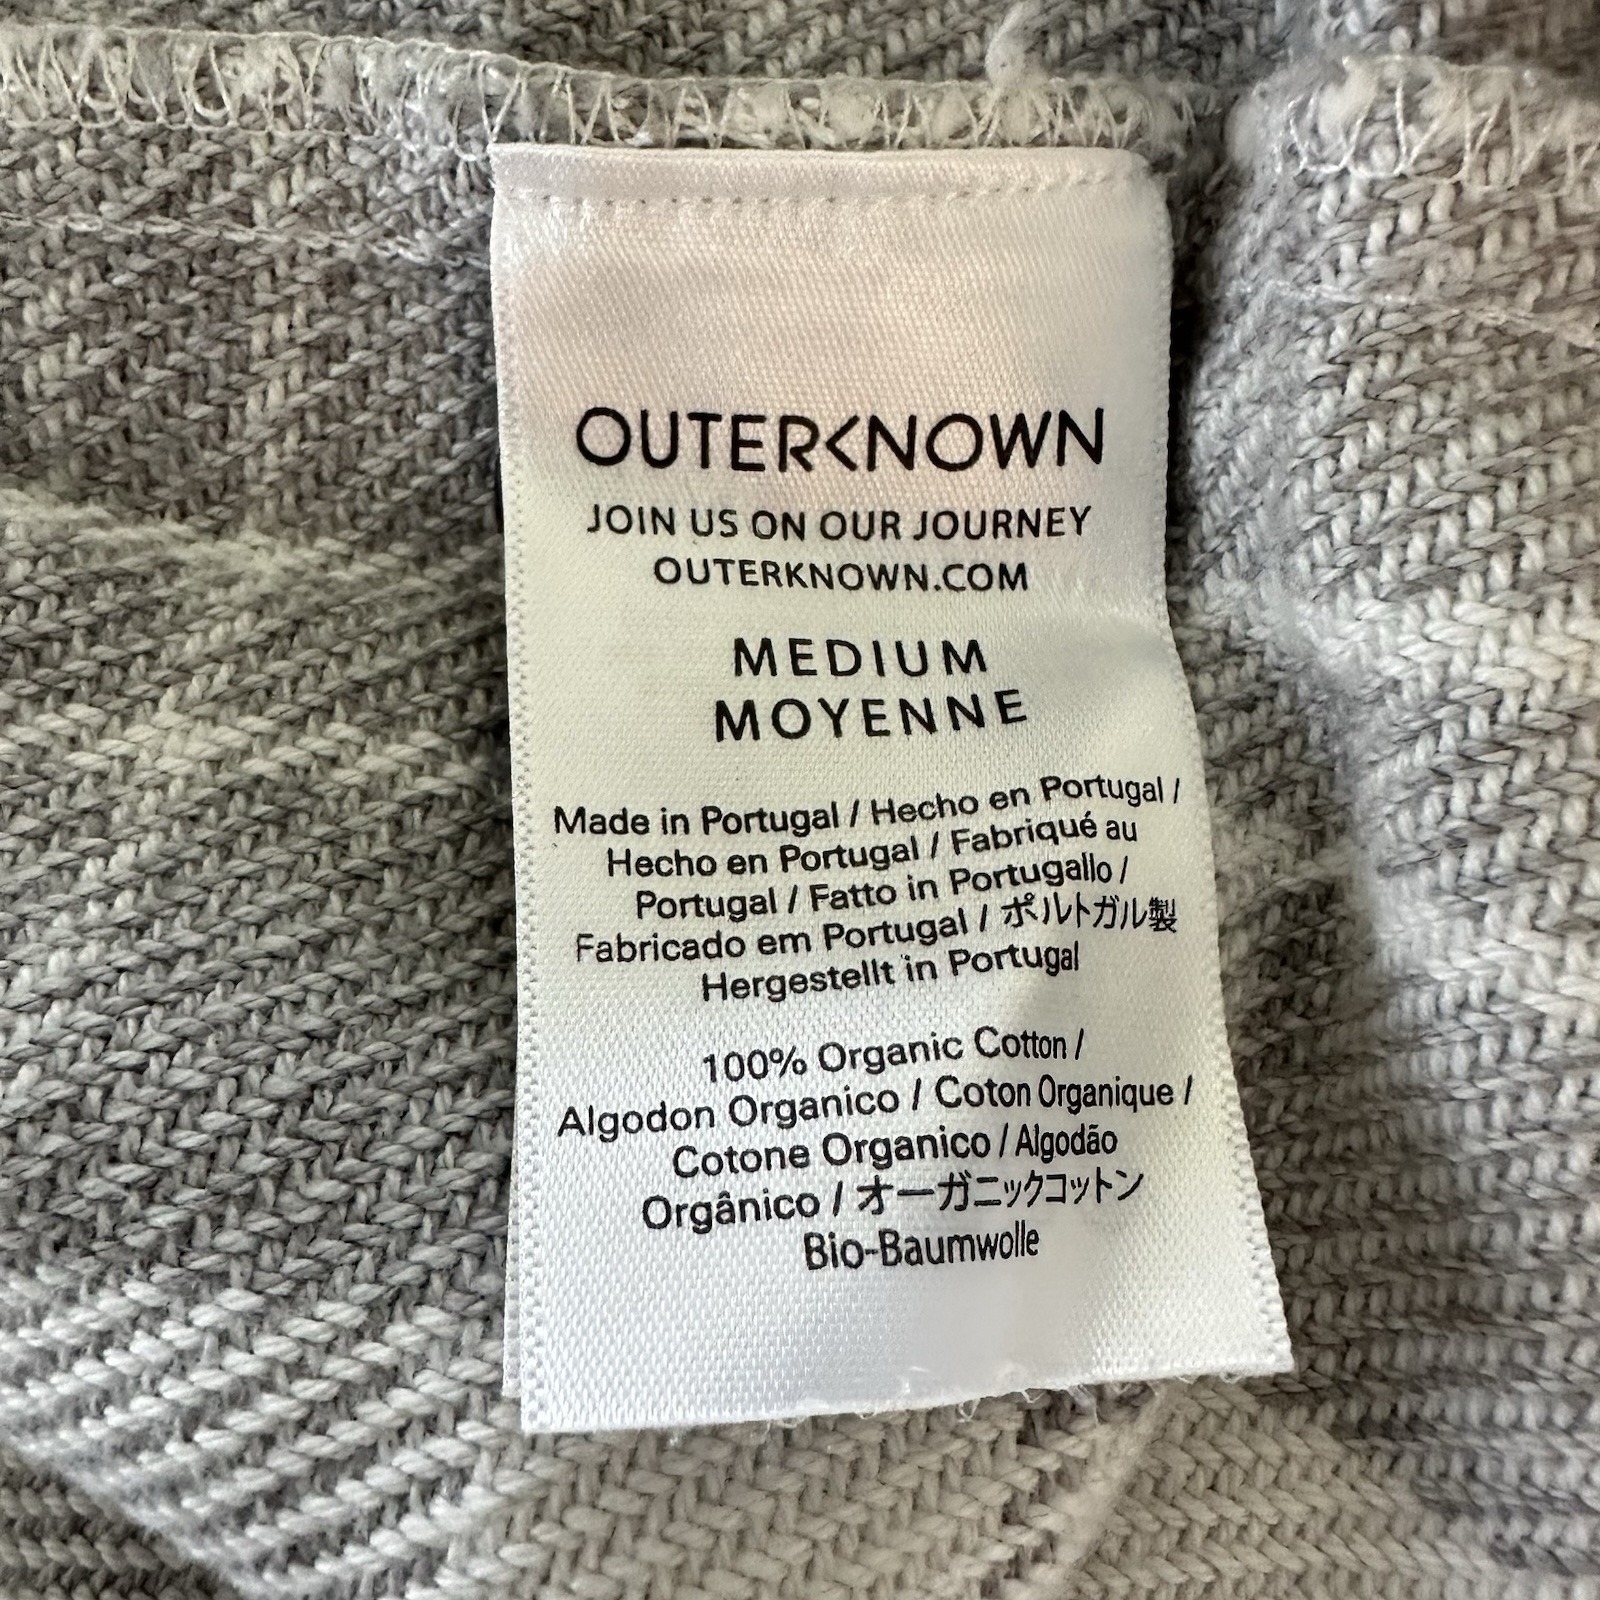 OUTERKNOWN
JOIN US ON OUR JOURNEY
OUTERKNOWN.COM
MEDIUM
MOYENNE
Made in Portugal / Hecho en Portugal /
Hecho en Portugal / Fabriqué au
Portugal / Fatto in Portugallo /
Fabricado em Portugal / ポルトガル製
Hergestellt in Portugal
100% Organic Cotton /
Algodon Organico / Coton Organique /
Cotone Organico / Algodão
Orgânico / オーガニックコットン
Bio-Baumwolle